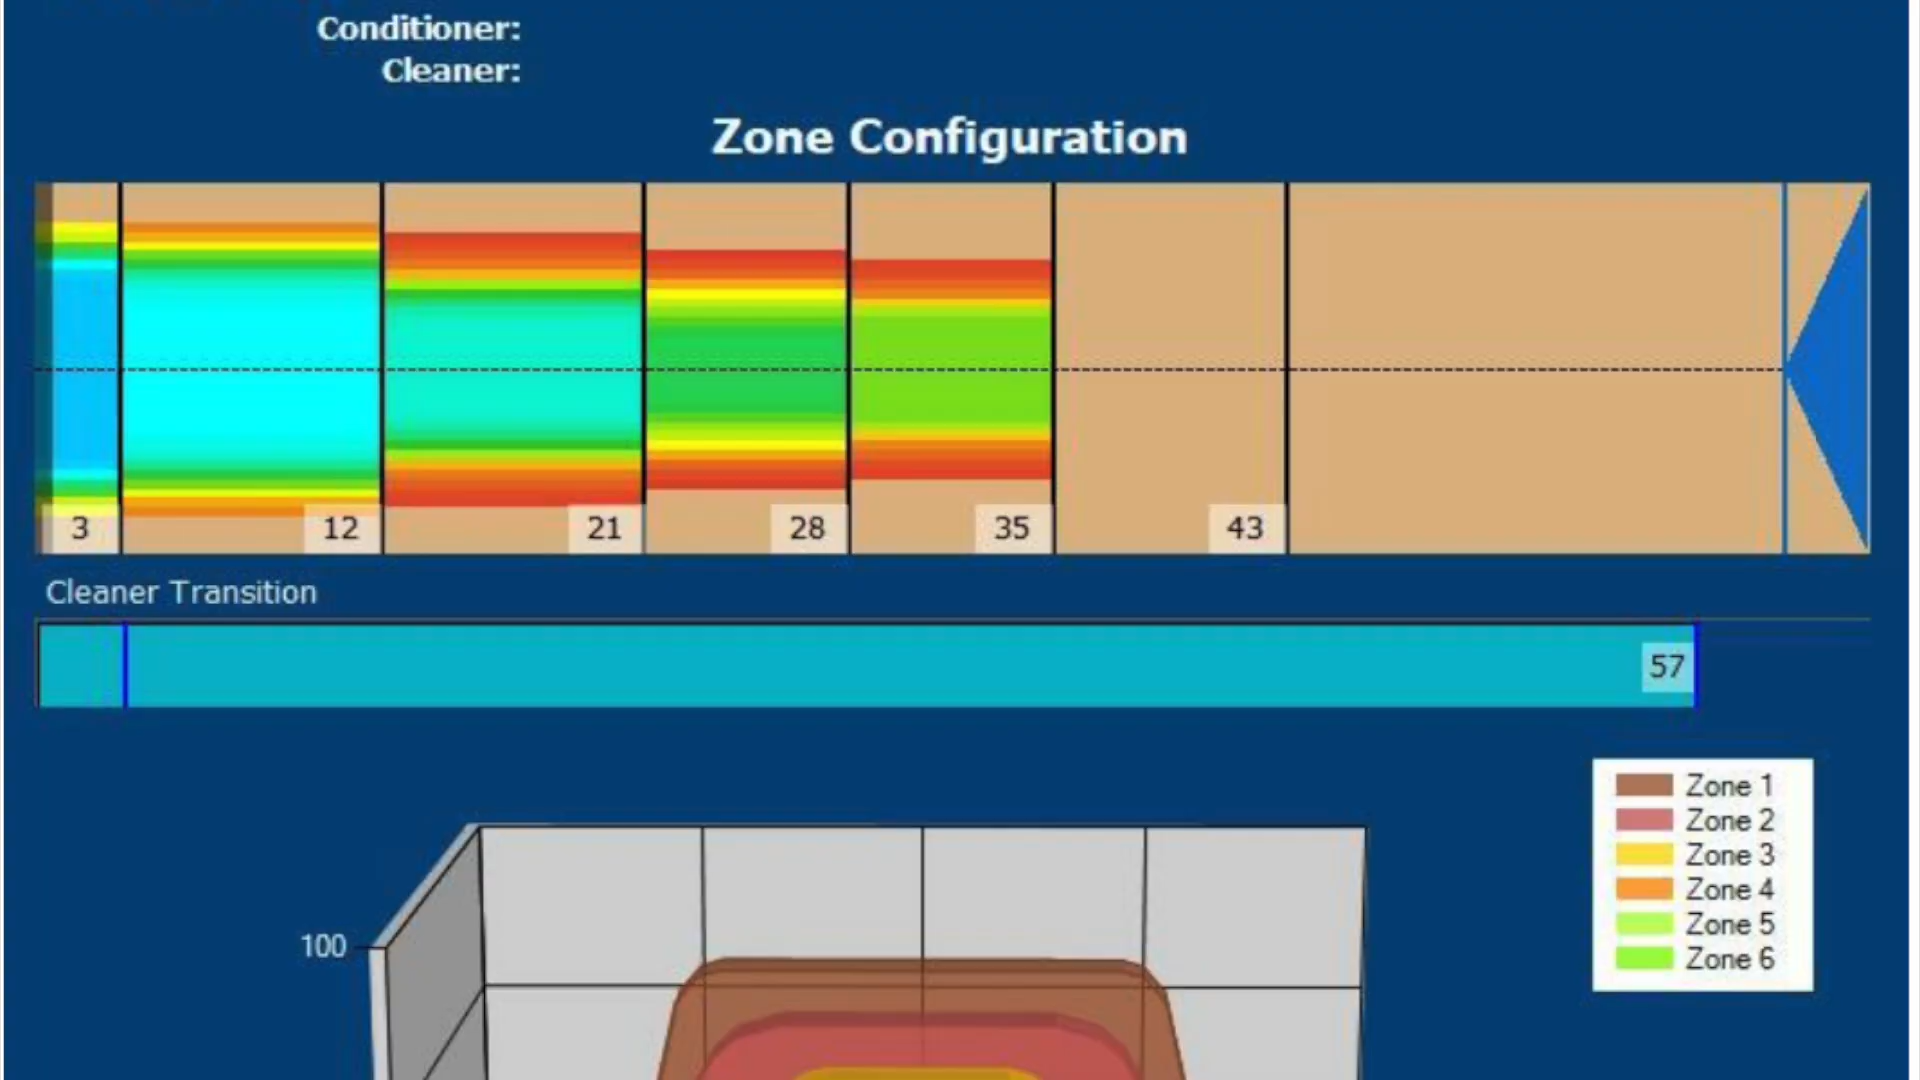 Conditioner:
Cleaner:
Zone Configuration
3 12 21 28 35 43
Cleaner Transition
57
Zone 1
Zone 2
Zone 3
Zone 4
Zone 5
Zone 6
100